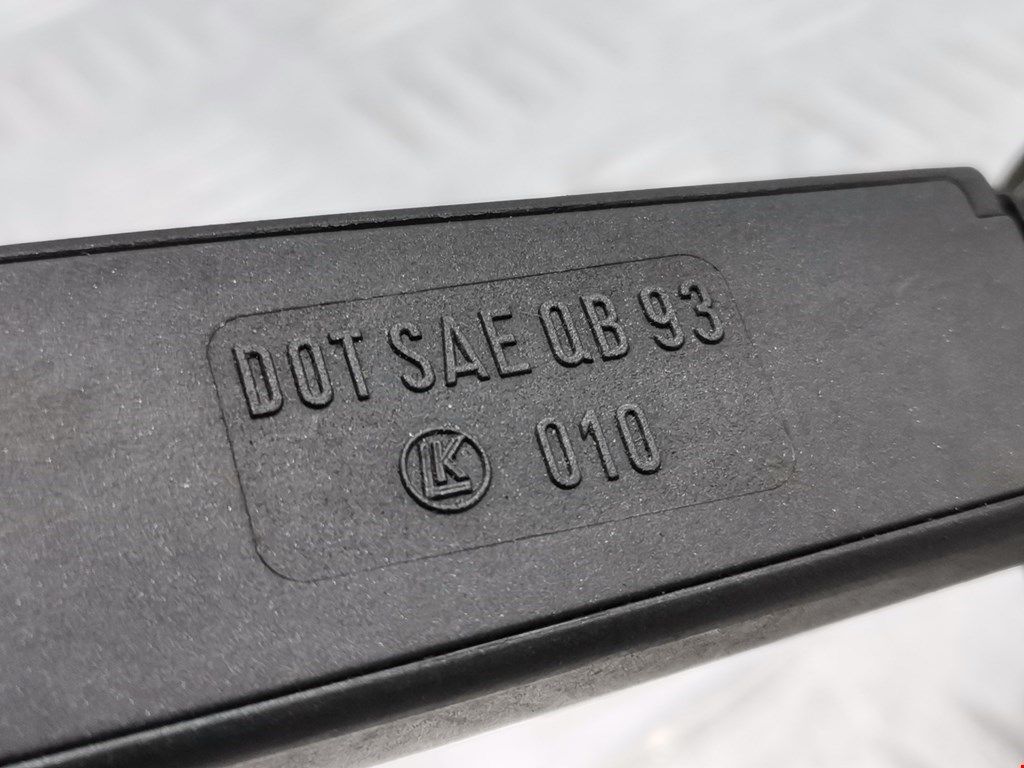 DOT SAE QB 93
LK 010